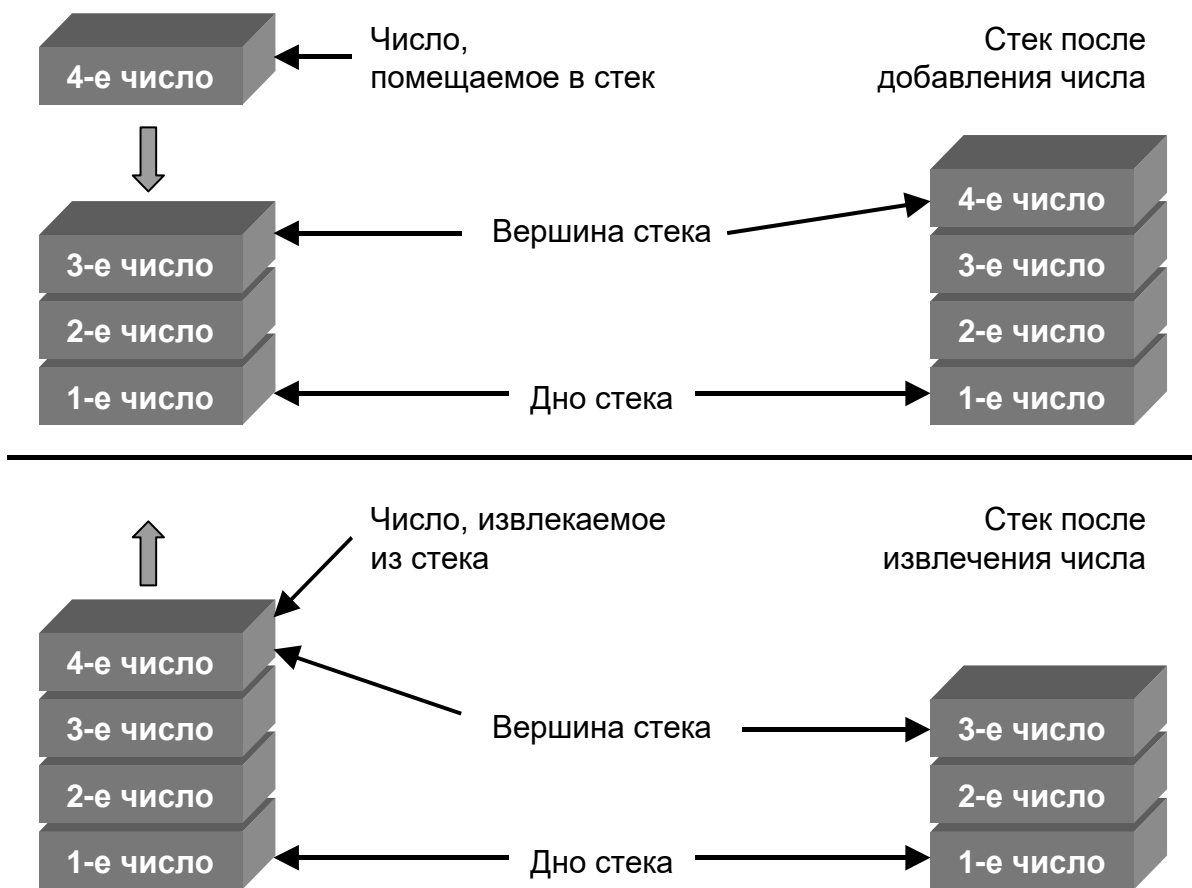 4-е число
Число,
помещаемое в стек
Стек после
добавления числа
3-е число
2-е число
1-е число
Вершина стека
Дно стека
4-е число
3-е число
2-е число
1-е число
Число, извлекаемое
из стека
Стек после
извлечения числа
4-е число
3-е число
2-е число
1-е число
Вершина стека
Дно стека
3-е число
2-е число
1-е число